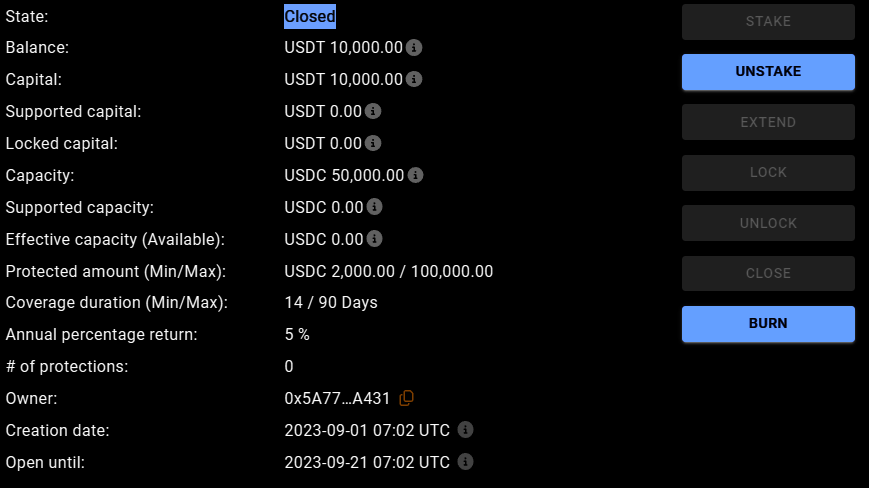 State: Closed
Balance: USDT 10,000.00
Capital: USDT 10,000.00
Supported capital: USDT 0.00
Locked capital: USDT 0.00
Capacity: USDC 50,000.00
Supported capacity: USDC 0.00
Effective capacity (Available): USDC 0.00
Protected amount (Min/Max): USDC 2,000.00 / 100,000.00
Coverage duration (Min/Max): 14 / 90 Days
Annual percentage return: 5 %
# of protections: 0
Owner: 0x5A77…A431
Creation date: 2023-09-01 07:02 UTC
Open until: 2023-09-21 07:02 UTC
STAKE
UNSTAKE
EXTEND
LOCK
UNLOCK
CLOSE
BURN